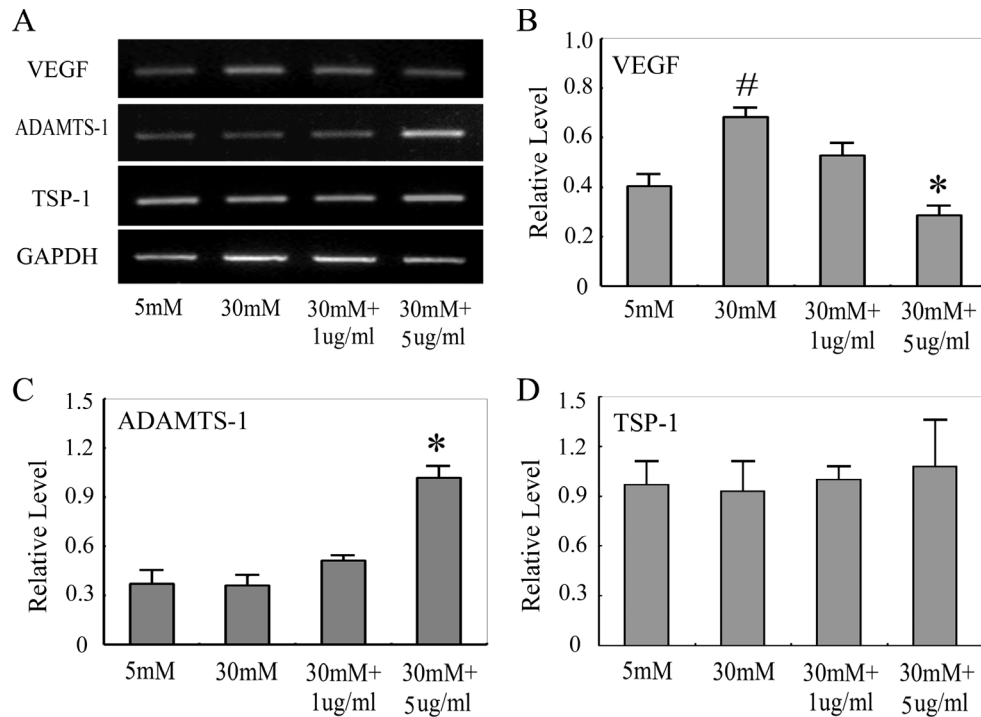 A
VEGF
ADAMTS-1
TSP-1
GAPDH
5mM 30mM 30mM+ 30mM+
1ug/ml 5ug/ml
B
VEGF
Relative Level
1.0
0.8
0.6
0.4
0.2
0
#
*
5mM 30mM 30mM+ 30mM+
1ug/ml 5ug/ml
C
ADAMTS-1
Relative Level
1.5
1.2
0.9
0.6
0.3
0
*
5mM 30mM 30mM+ 30mM+
1ug/ml 5ug/ml
D
TSP-1
Relative Level
1.5
1.2
0.9
0.6
0.3
0
5mM 30mM 30mM+ 30mM+
1ug/ml 5ug/ml